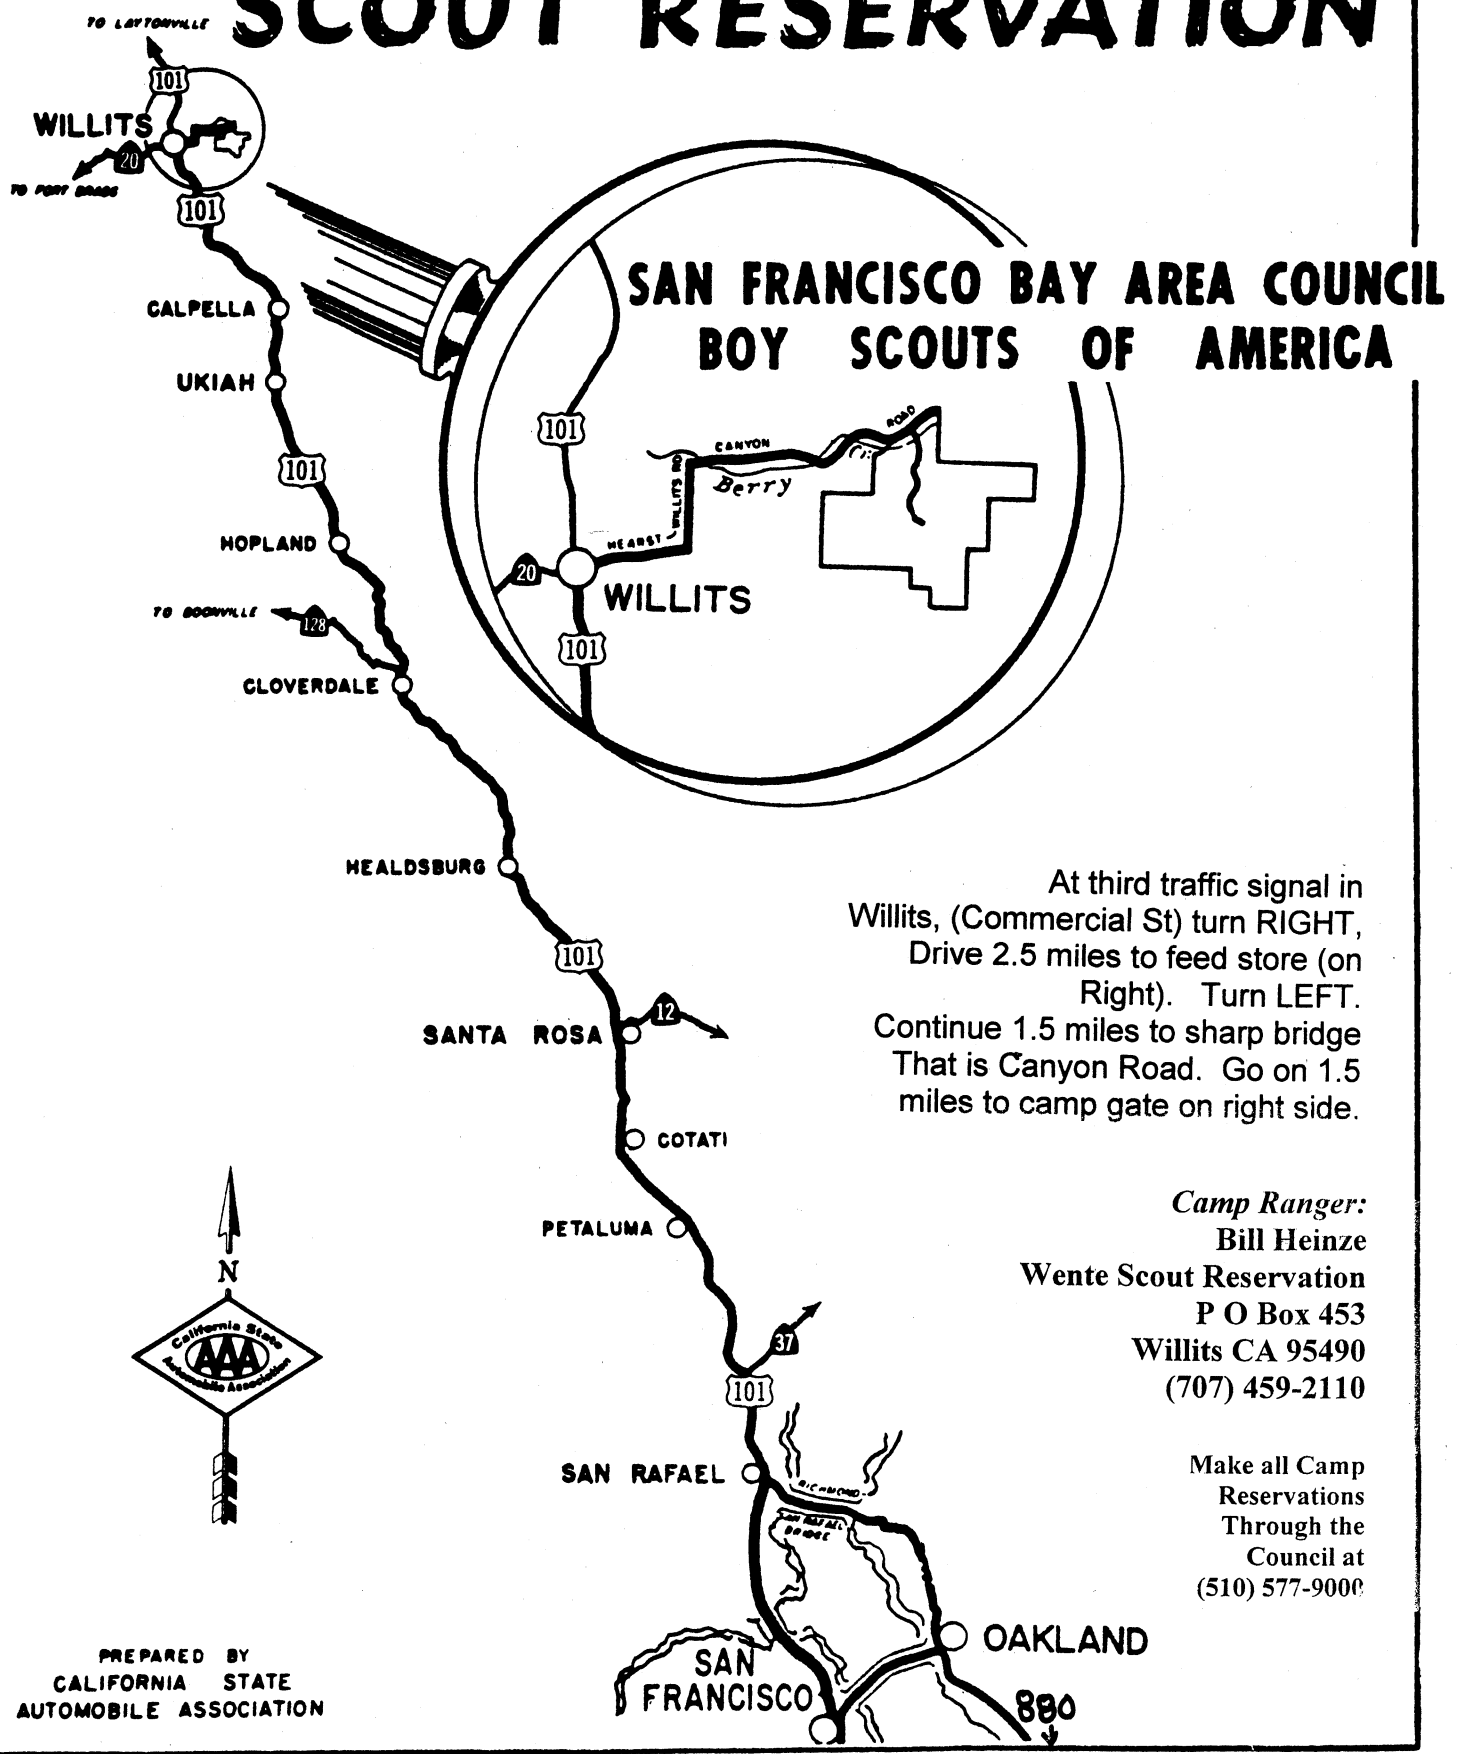 SCOUT RESERVATION
TO LAYTONVILLE
101
WILLITS
20
TO FORT BRAGG
101
SAN FRANCISCO BAY AREA COUNCIL
BOY SCOUTS OF AMERICA
CALPELLA
UKIAH
101
ROAD
CANYON
Berry
WILLITS RD
HEARST
20
WILLITS
101
101
HOPLAND
TO BOONVILLE
128
CLOVERDALE
HEALDSBURG
101
At third traffic signal in
Willits, (Commercial St) turn RIGHT,
Drive 2.5 miles to feed store (on
Right). Turn LEFT.
Continue 1.5 miles to sharp bridge
That is Canyon Road. Go on 1.5
miles to camp gate on right side.
SANTA ROSA
12
COTATI
PETALUMA
37
101
Camp Ranger:
Bill Heinze
Wente Scout Reservation
P O Box 453
Willits CA 95490
(707) 459-2110
N
California State
AAA
Automobile Association
SAN RAFAEL
RICHMOND
SAN RAFAEL
BRIDGE
Make all Camp
Reservations
Through the
Council at
(510) 577-9000
OAKLAND
SAN
FRANCISCO
880
PREPARED BY
CALIFORNIA STATE
AUTOMOBILE ASSOCIATION